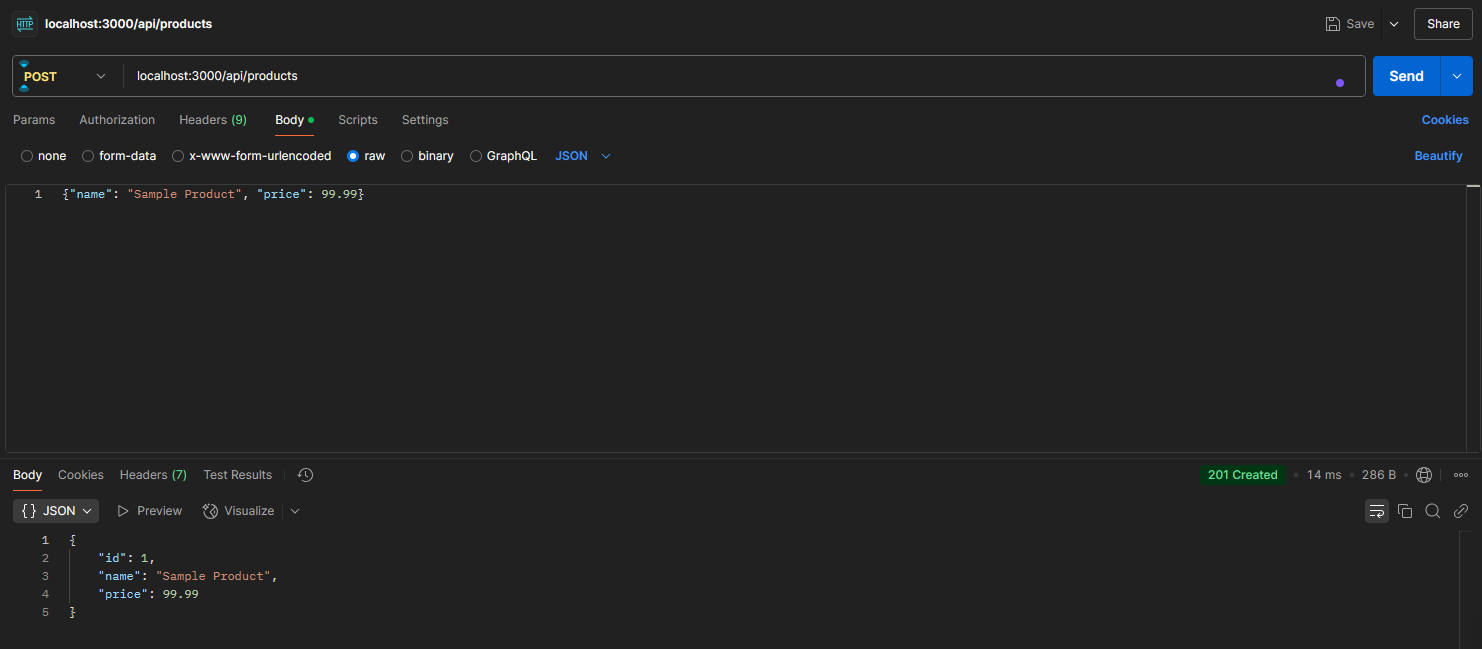 HTTP localhost:3000/api/products Save Share
POST localhost:3000/api/products Send
Params Authorization Headers (9) Body Scripts Settings Cookies
none form-data x-www-form-urlencoded raw binary GraphQL JSON Beautify
1 {"name": "Sample Product", "price": 99.99}
Body Cookies Headers (7) Test Results 201 Created • 14 ms • 286 B •
{} JSON Preview Visualize
1 {
2 "id": 1,
3 "name": "Sample Product",
4 "price": 99.99
5 }